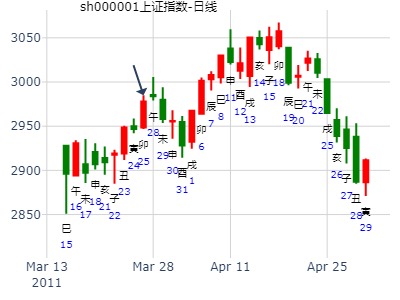 sh000001上证指数-日线
3050
3000
2950
2900
2850
巳
15
午
16
未
17
申
18
亥
21
子
22
丑
23
寅
24
卯
25
午
28
未
29
申
30
酉
31
戌
1
卯
6
辰
7
巳
8
申
11
酉
12
戌
13
亥
14
子
15
卯
18
辰
19
巳
20
午
21
未
22
戌
25
亥
26
子
27
丑
28
寅
29
Mar 13
2011
Mar 28
Apr 11
Apr 25